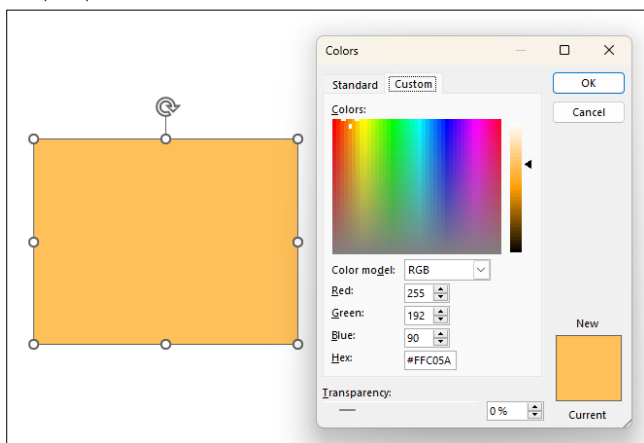 Colors
Standard Custom OK
Colors: Cancel
Color model: RGB
Red: 255
Green: 192
Blue: 90
Hex: #FFC05A
New
Transparency:
0 %
Current